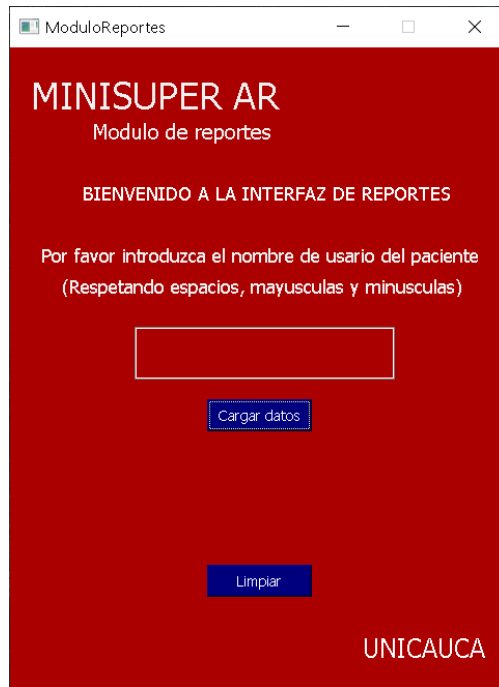 ModuloReportes
MINISUPER AR
Modulo de reportes
BIENVENIDO A LA INTERFAZ DE REPORTES
Por favor introduzca el nombre de usario del paciente
(Respetando espacios, mayusculas y minusculas)
Cargar datos
Limpiar
UNICAUCA